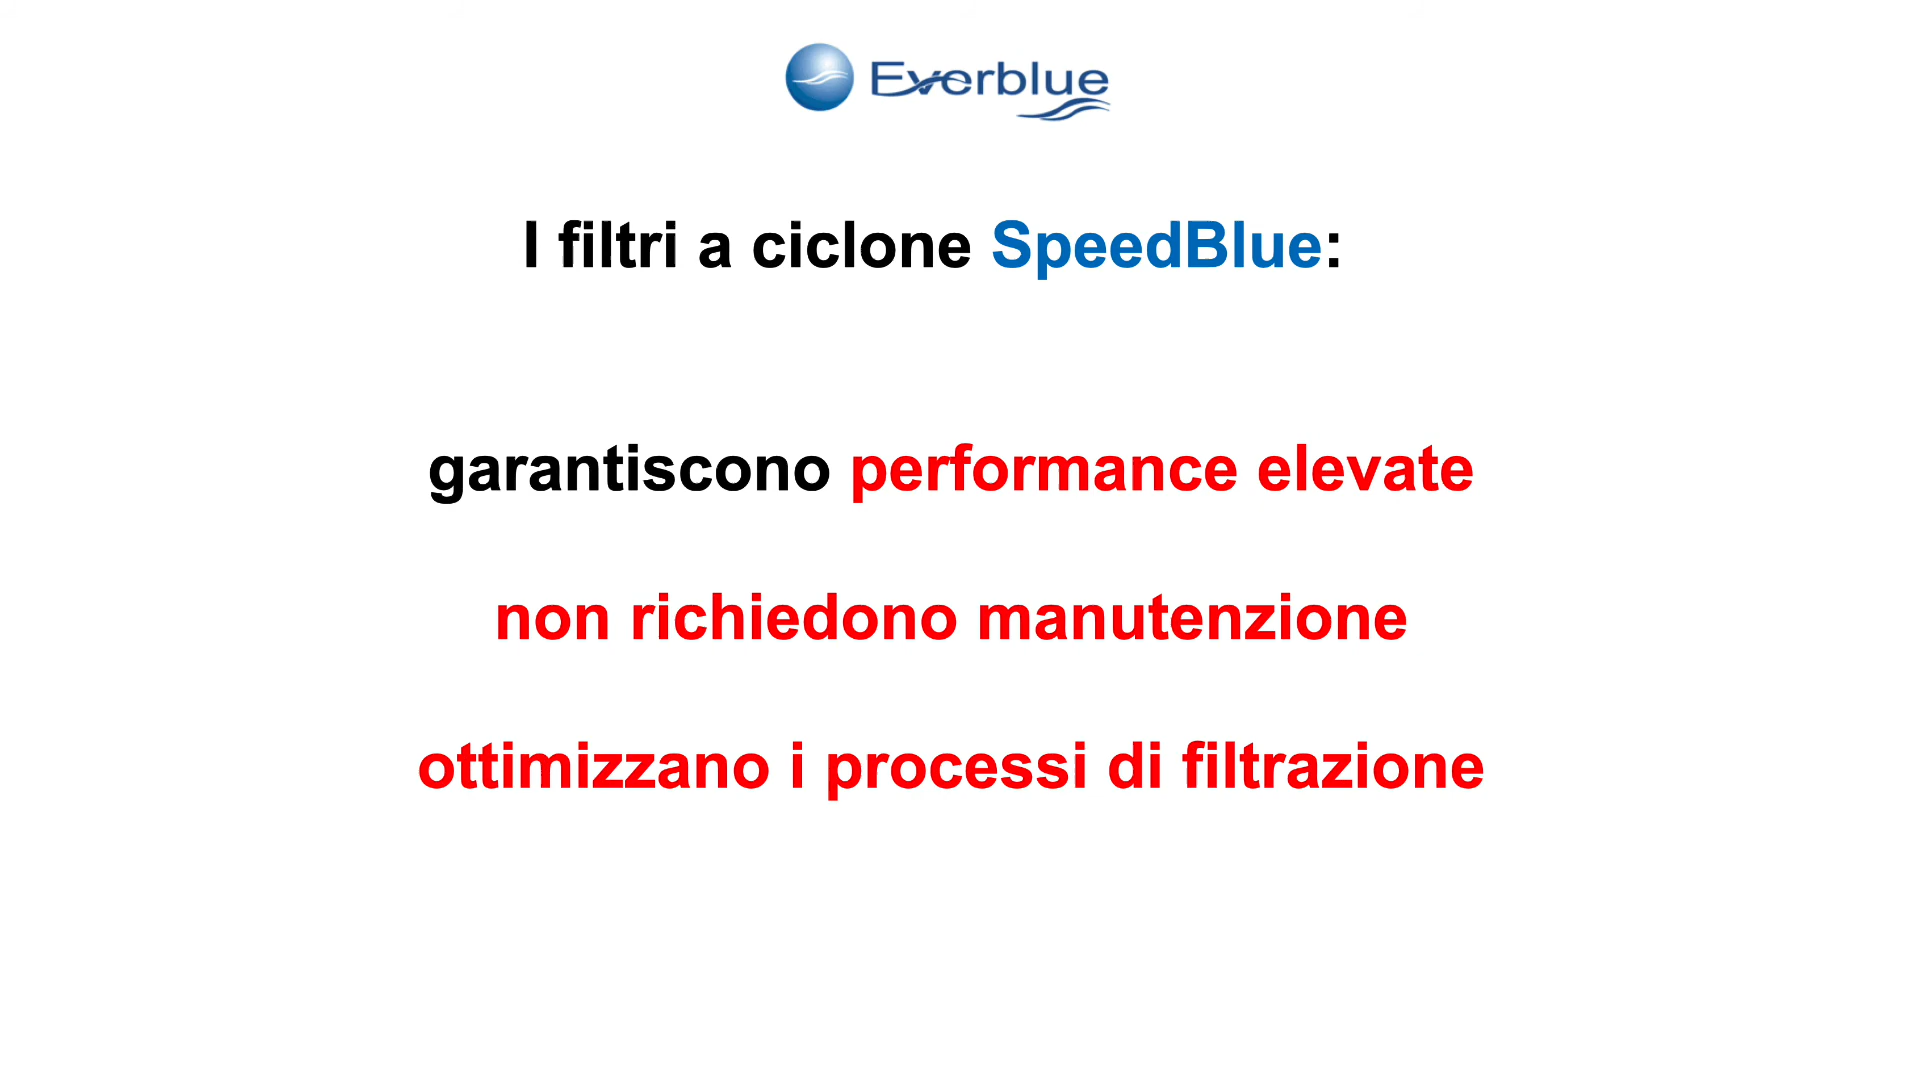 Everblue
I filtri a ciclone SpeedBlue:
garantiscono performance elevate
non richiedono manutenzione
ottimizzano i processi di filtrazione